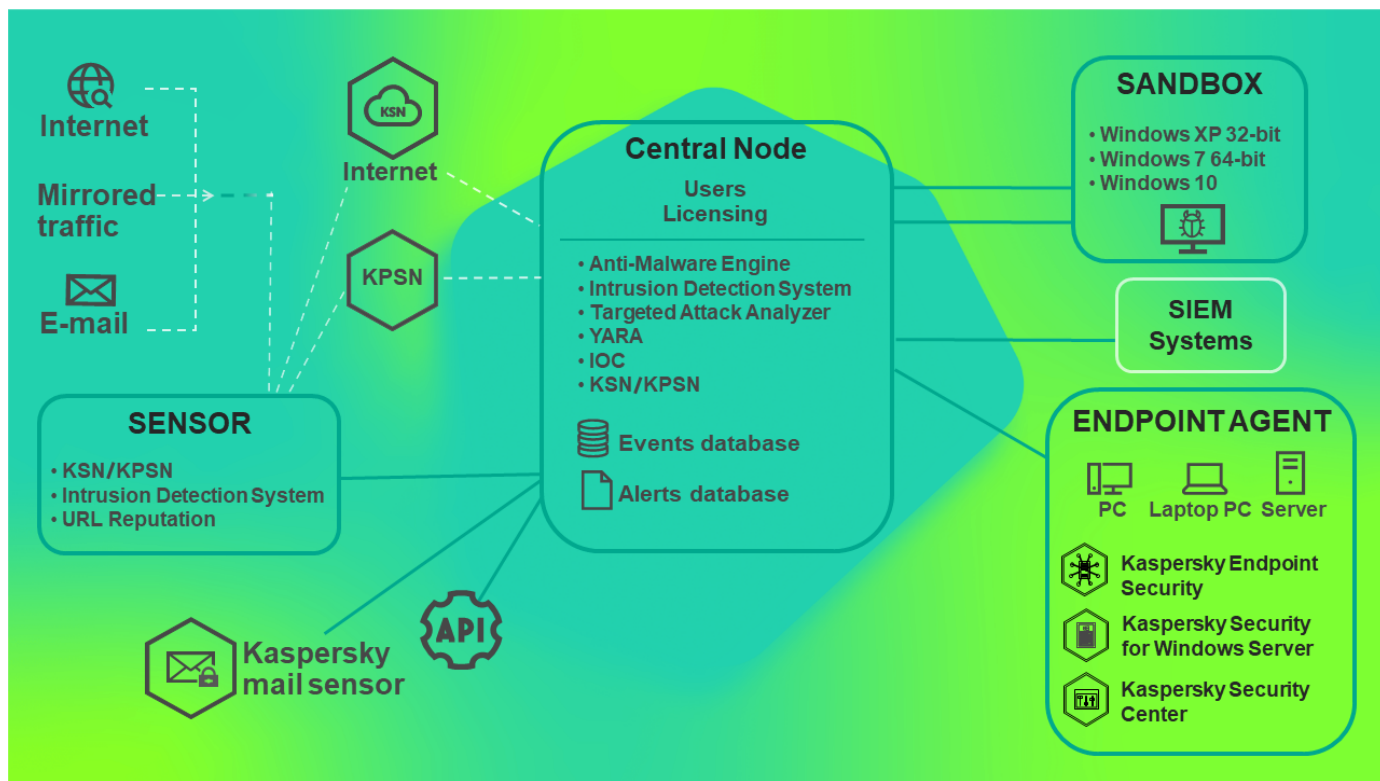 Internet
Mirrored
traffic
E-mail
KSN
Internet
KPSN
SENSOR
• KSN/KPSN
• Intrusion Detection System
• URL Reputation
Kaspersky
mail sensor
API
Central Node
Users
Licensing
• Anti-Malware Engine
• Intrusion Detection System
• Targeted Attack Analyzer
• YARA
• IOC
• KSN/KPSN
Events database
Alerts database
SANDBOX
• Windows XP 32-bit
• Windows 7 64-bit
• Windows 10
SIEM
Systems
ENDPOINT AGENT
PC
Laptop PC
Server
Kaspersky Endpoint
Security
Kaspersky Security
for Windows Server
Kaspersky Security
Center